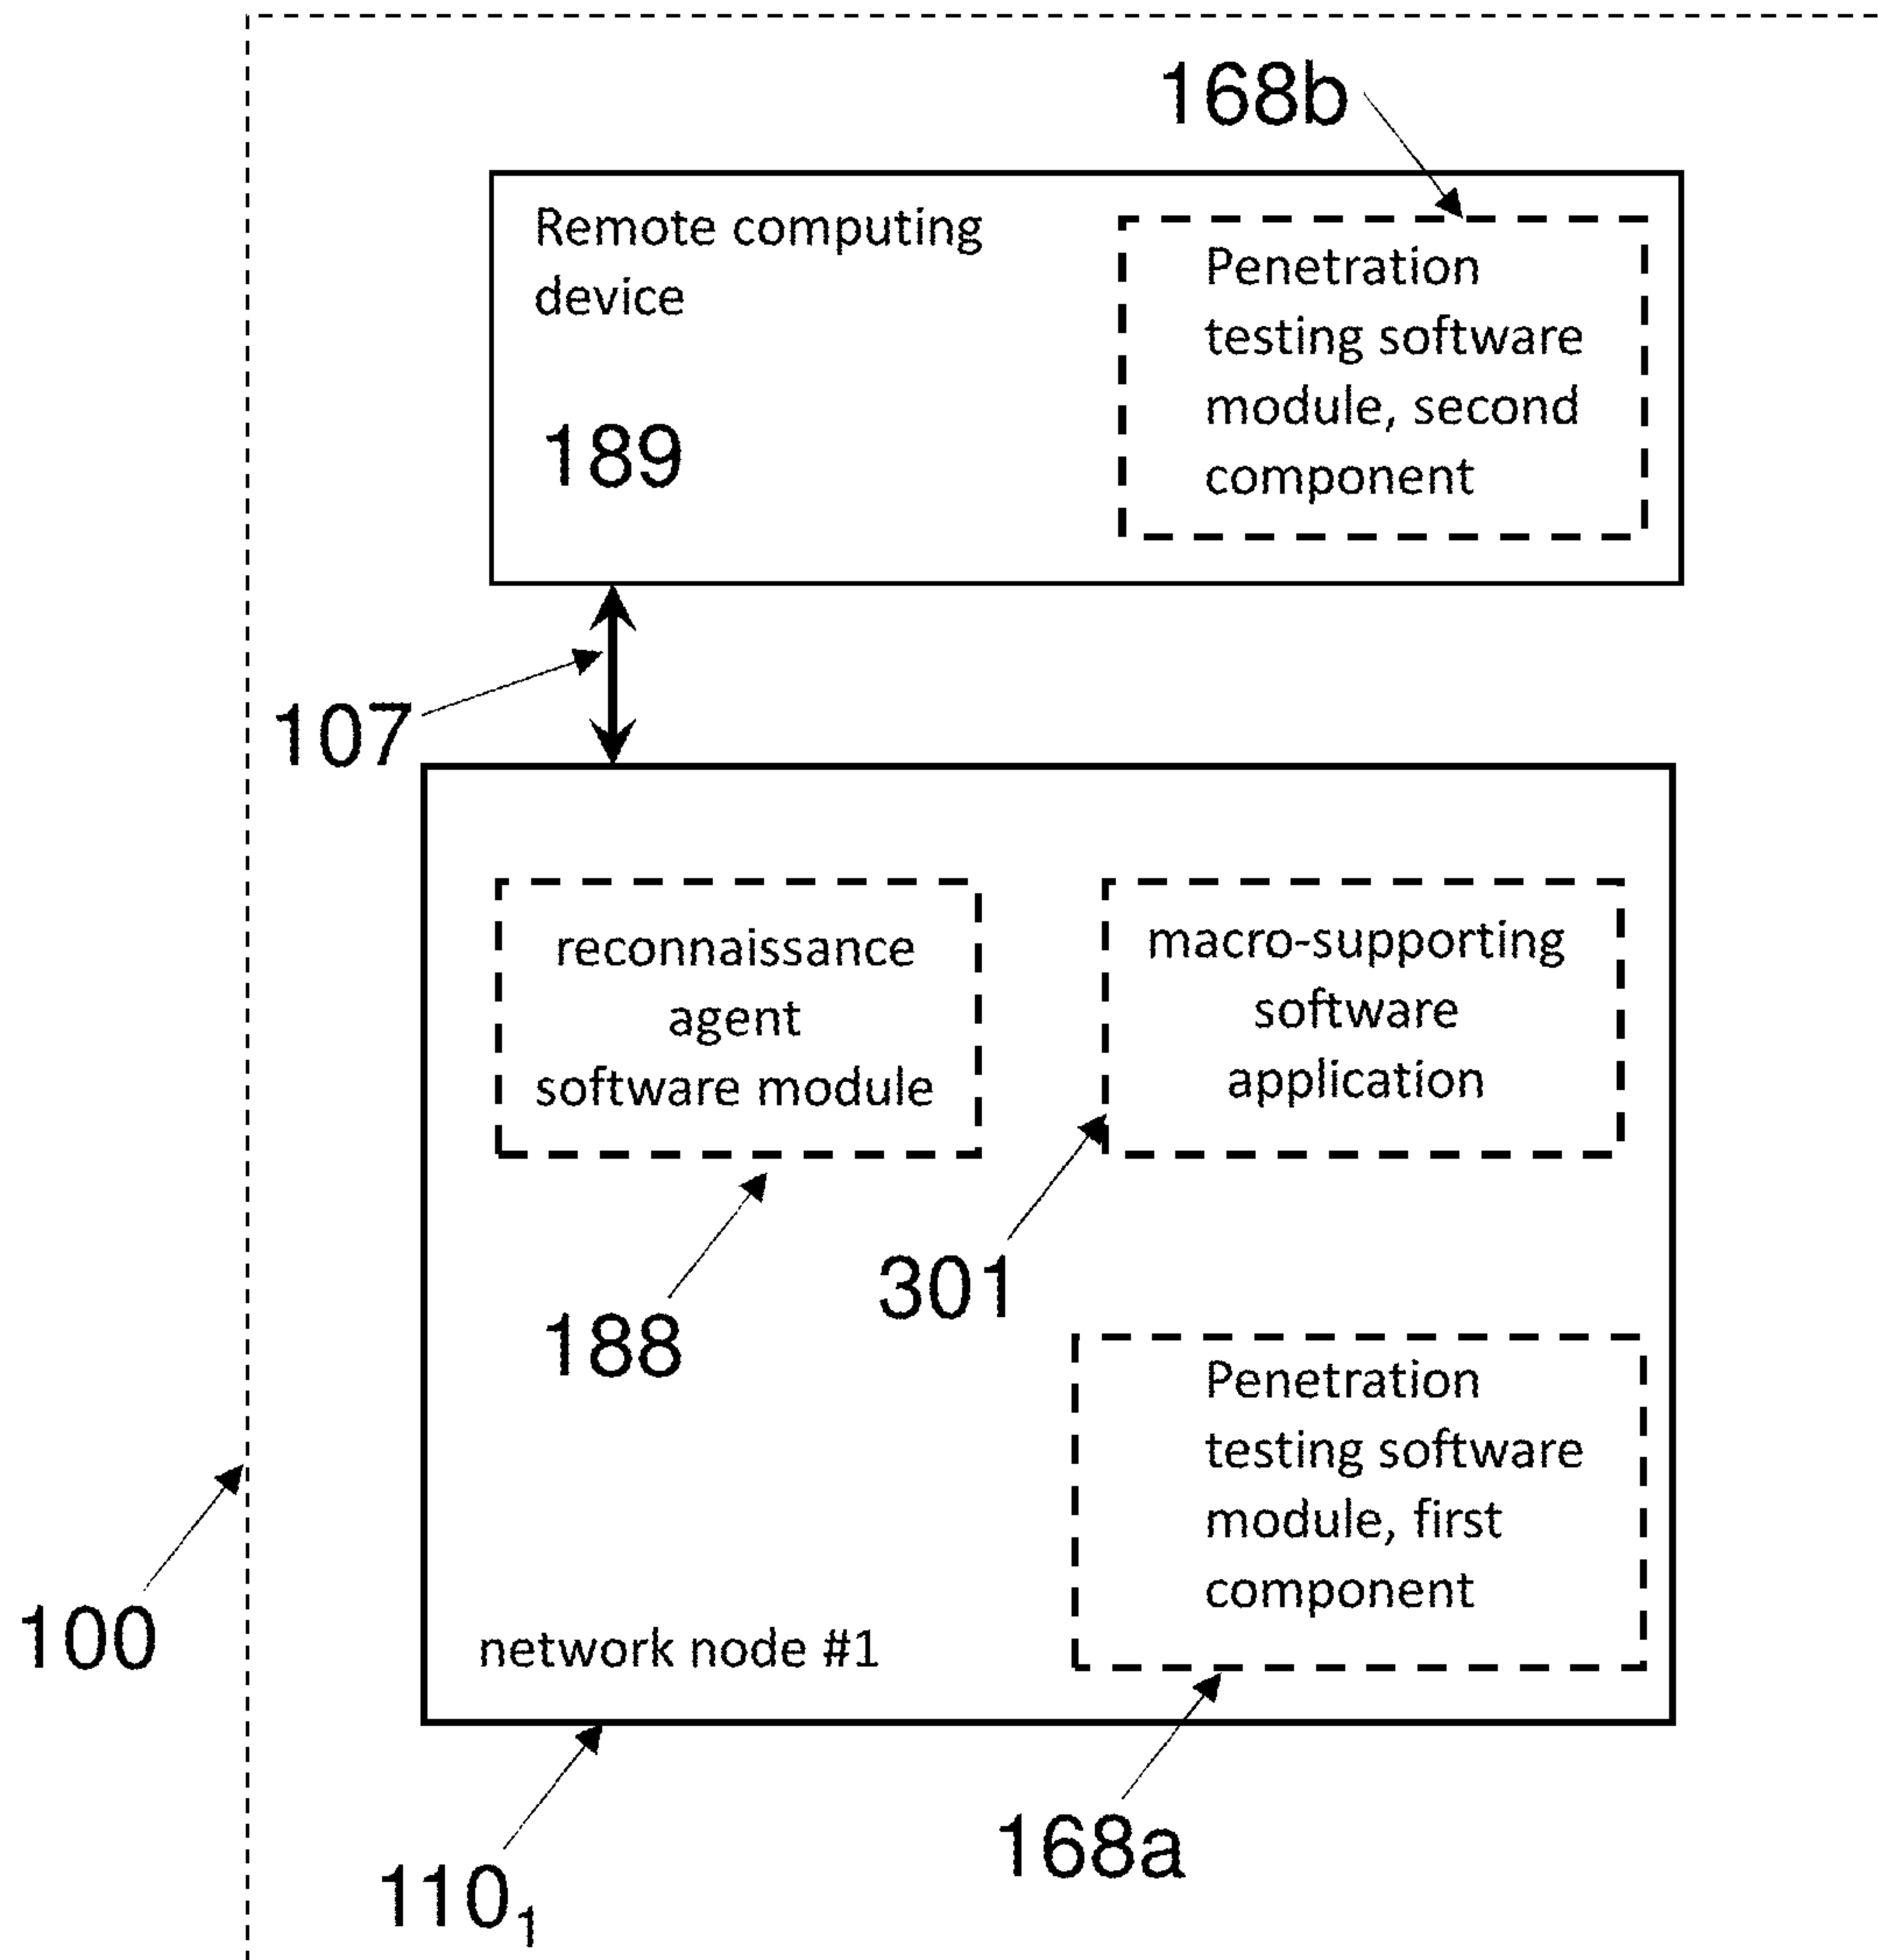 168b
Remote computing
device
189
Penetration
testing software
module, second
component
107
reconnaissance
agent
software module
macro-supporting
software
application
301
188
Penetration
testing software
module, first
component
100
network node #1
168a
110₁